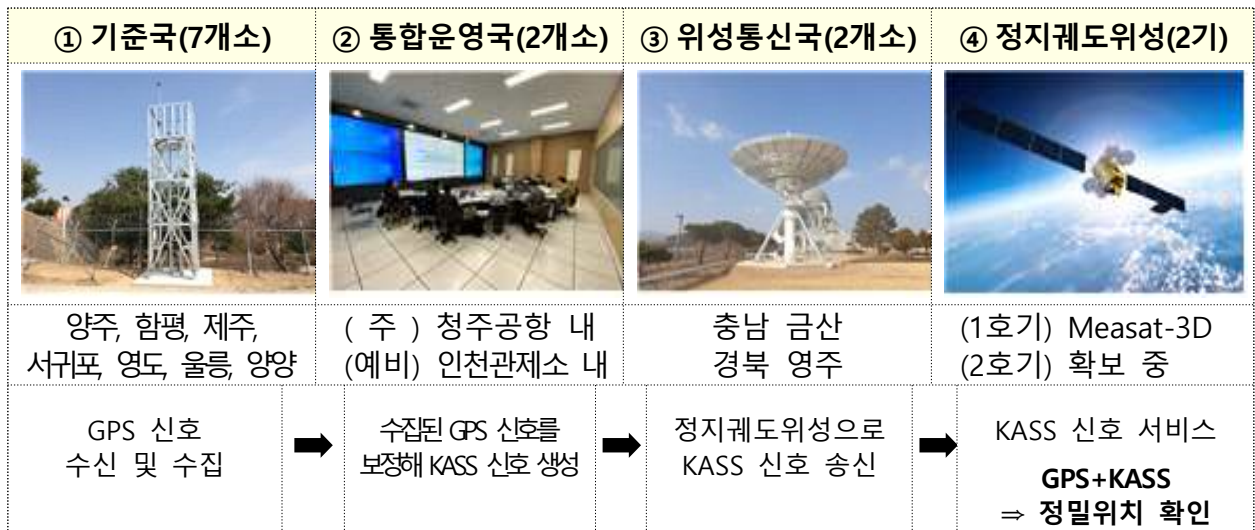 ① 기준국(7개소)
② 통합운영국(2개소)
③ 위성통신국(2개소)
④ 정지궤도위성(2기)
양주, 함평, 제주,
서귀포, 영도, 울릉, 양양
( 주 ) 청주공항 내
(예비) 인천관제소 내
충남 금산
경북 영주
(1호기) Measat-3D
(2호기) 확보 중
GPS 신호
수신 및 수집
➡
수집된 GPS 신호를
보정해 KASS 신호 생성
➡
정지궤도위성으로
KASS 신호 송신
➡
KASS 신호 서비스
GPS+KASS
⇒ 정밀위치 확인